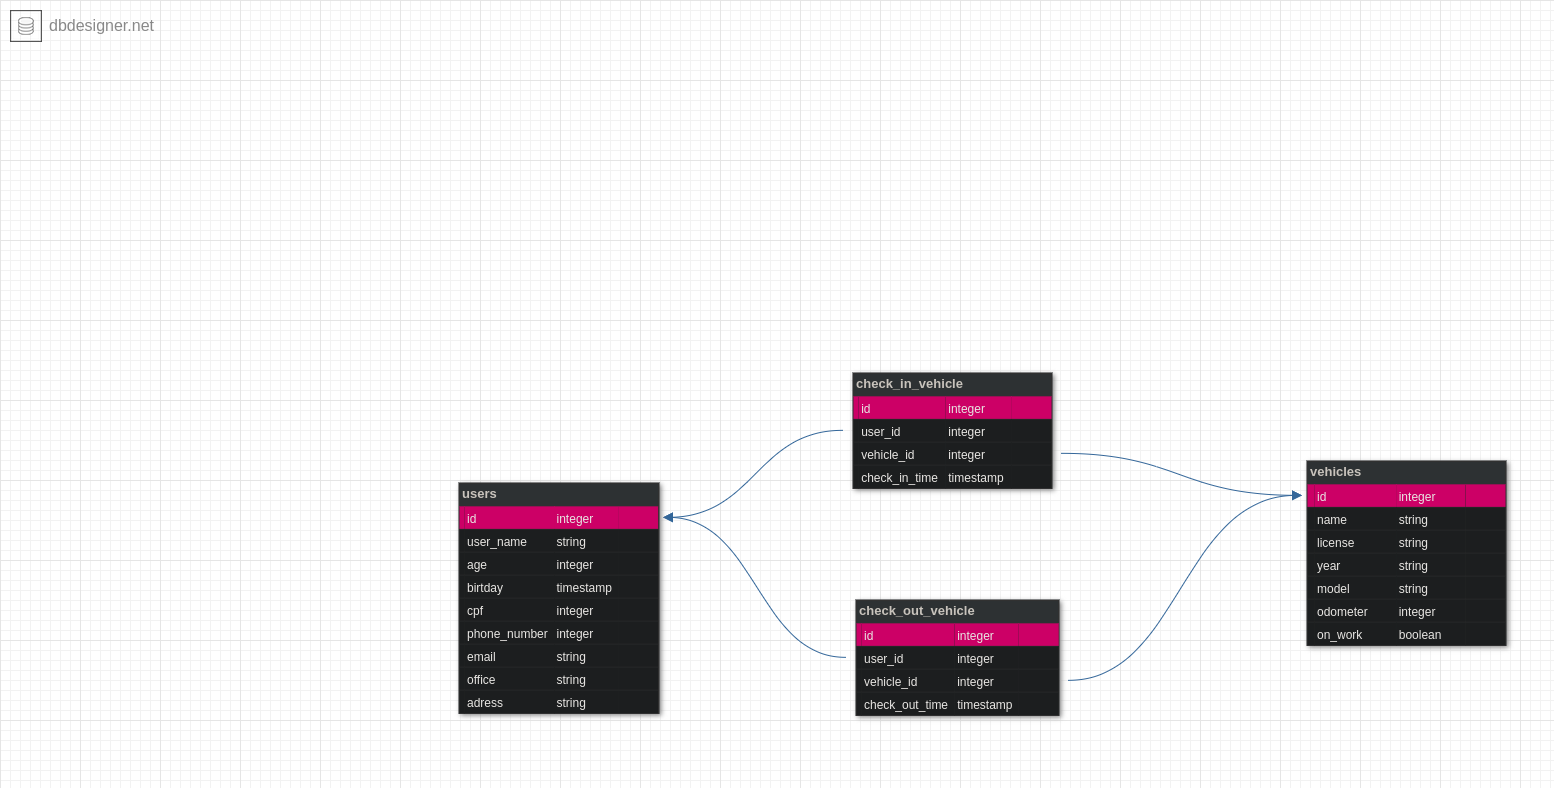 dbdesigner.net
check_in_vehicle
id integer
user_id integer
vehicle_id integer
check_in_time timestamp
users
id integer
user_name string
age integer
birtday timestamp
cpf integer
phone_number integer
email string
office string
adress string
check_out_vehicle
id integer
user_id integer
vehicle_id integer
check_out_time timestamp
vehicles
id integer
name string
license string
year string
model string
odometer integer
on_work boolean